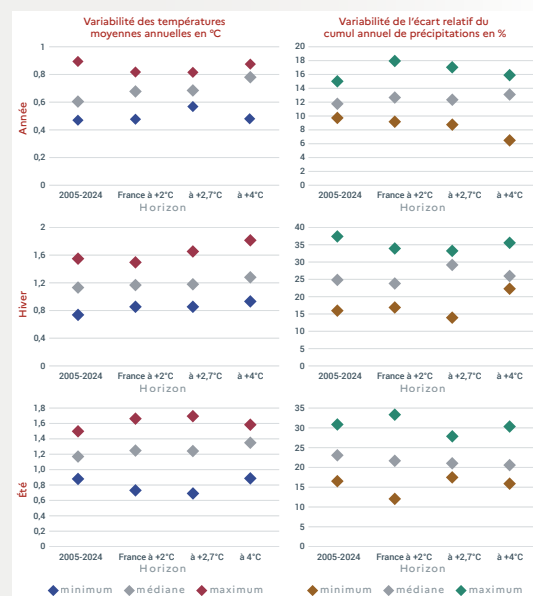 Variabilité des températures
moyennes annuelles en °C
Variabilité de l'écart relatif du
cumul annuel de précipitations en %
Année
1
0,8
0,6
0,4
0,2
0
2005-2024 France à +2°C à +2,7°C à +4°C
Horizon
20
18
16
14
12
10
8
6
4
2
0
2005-2024 France à +2°C à +2,7°C à +4°C
Horizon
Hiver
2
1,6
1,2
0,8
0,4
0
2005-2024 France à +2°C à +2,7°C à +4°C
Horizon
40
35
30
25
20
15
10
5
0
2005-2024 France à +2°C à +2,7°C à +4°C
Horizon
Été
1,8
1,6
1,4
1,2
1,0
0,8
0,6
0,4
0,2
0
2005-2024 France à +2°C à +2,7°C à 4°C
Horizon
35
30
25
20
15
10
5
0
2005-2024 France à +2°C à +2,7°C à +4°C
Horizon
minimum médiane maximum
minimum médiane maximum